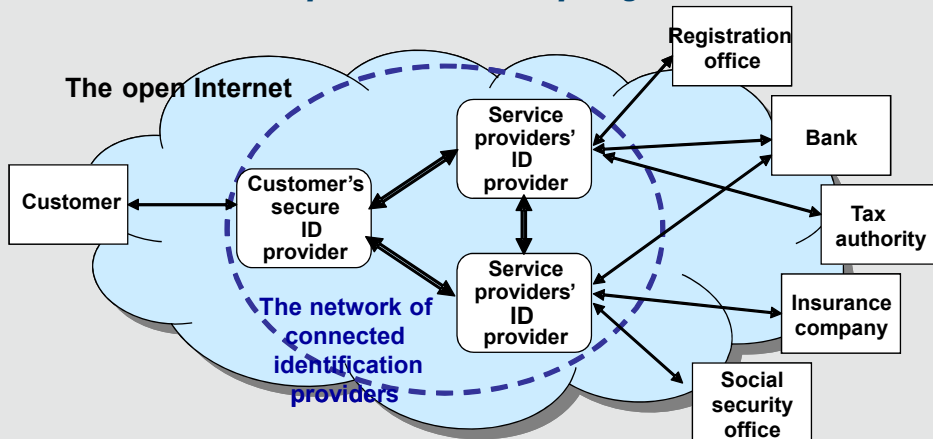 Registration
office
The open Internet
Service
providers'
ID
provider
Bank
Customer
Customer's
secure
ID
provider
Tax
authority
Service
providers'
ID
provider
The network of
connected
identification
providers
Insurance
company
Social
security
office